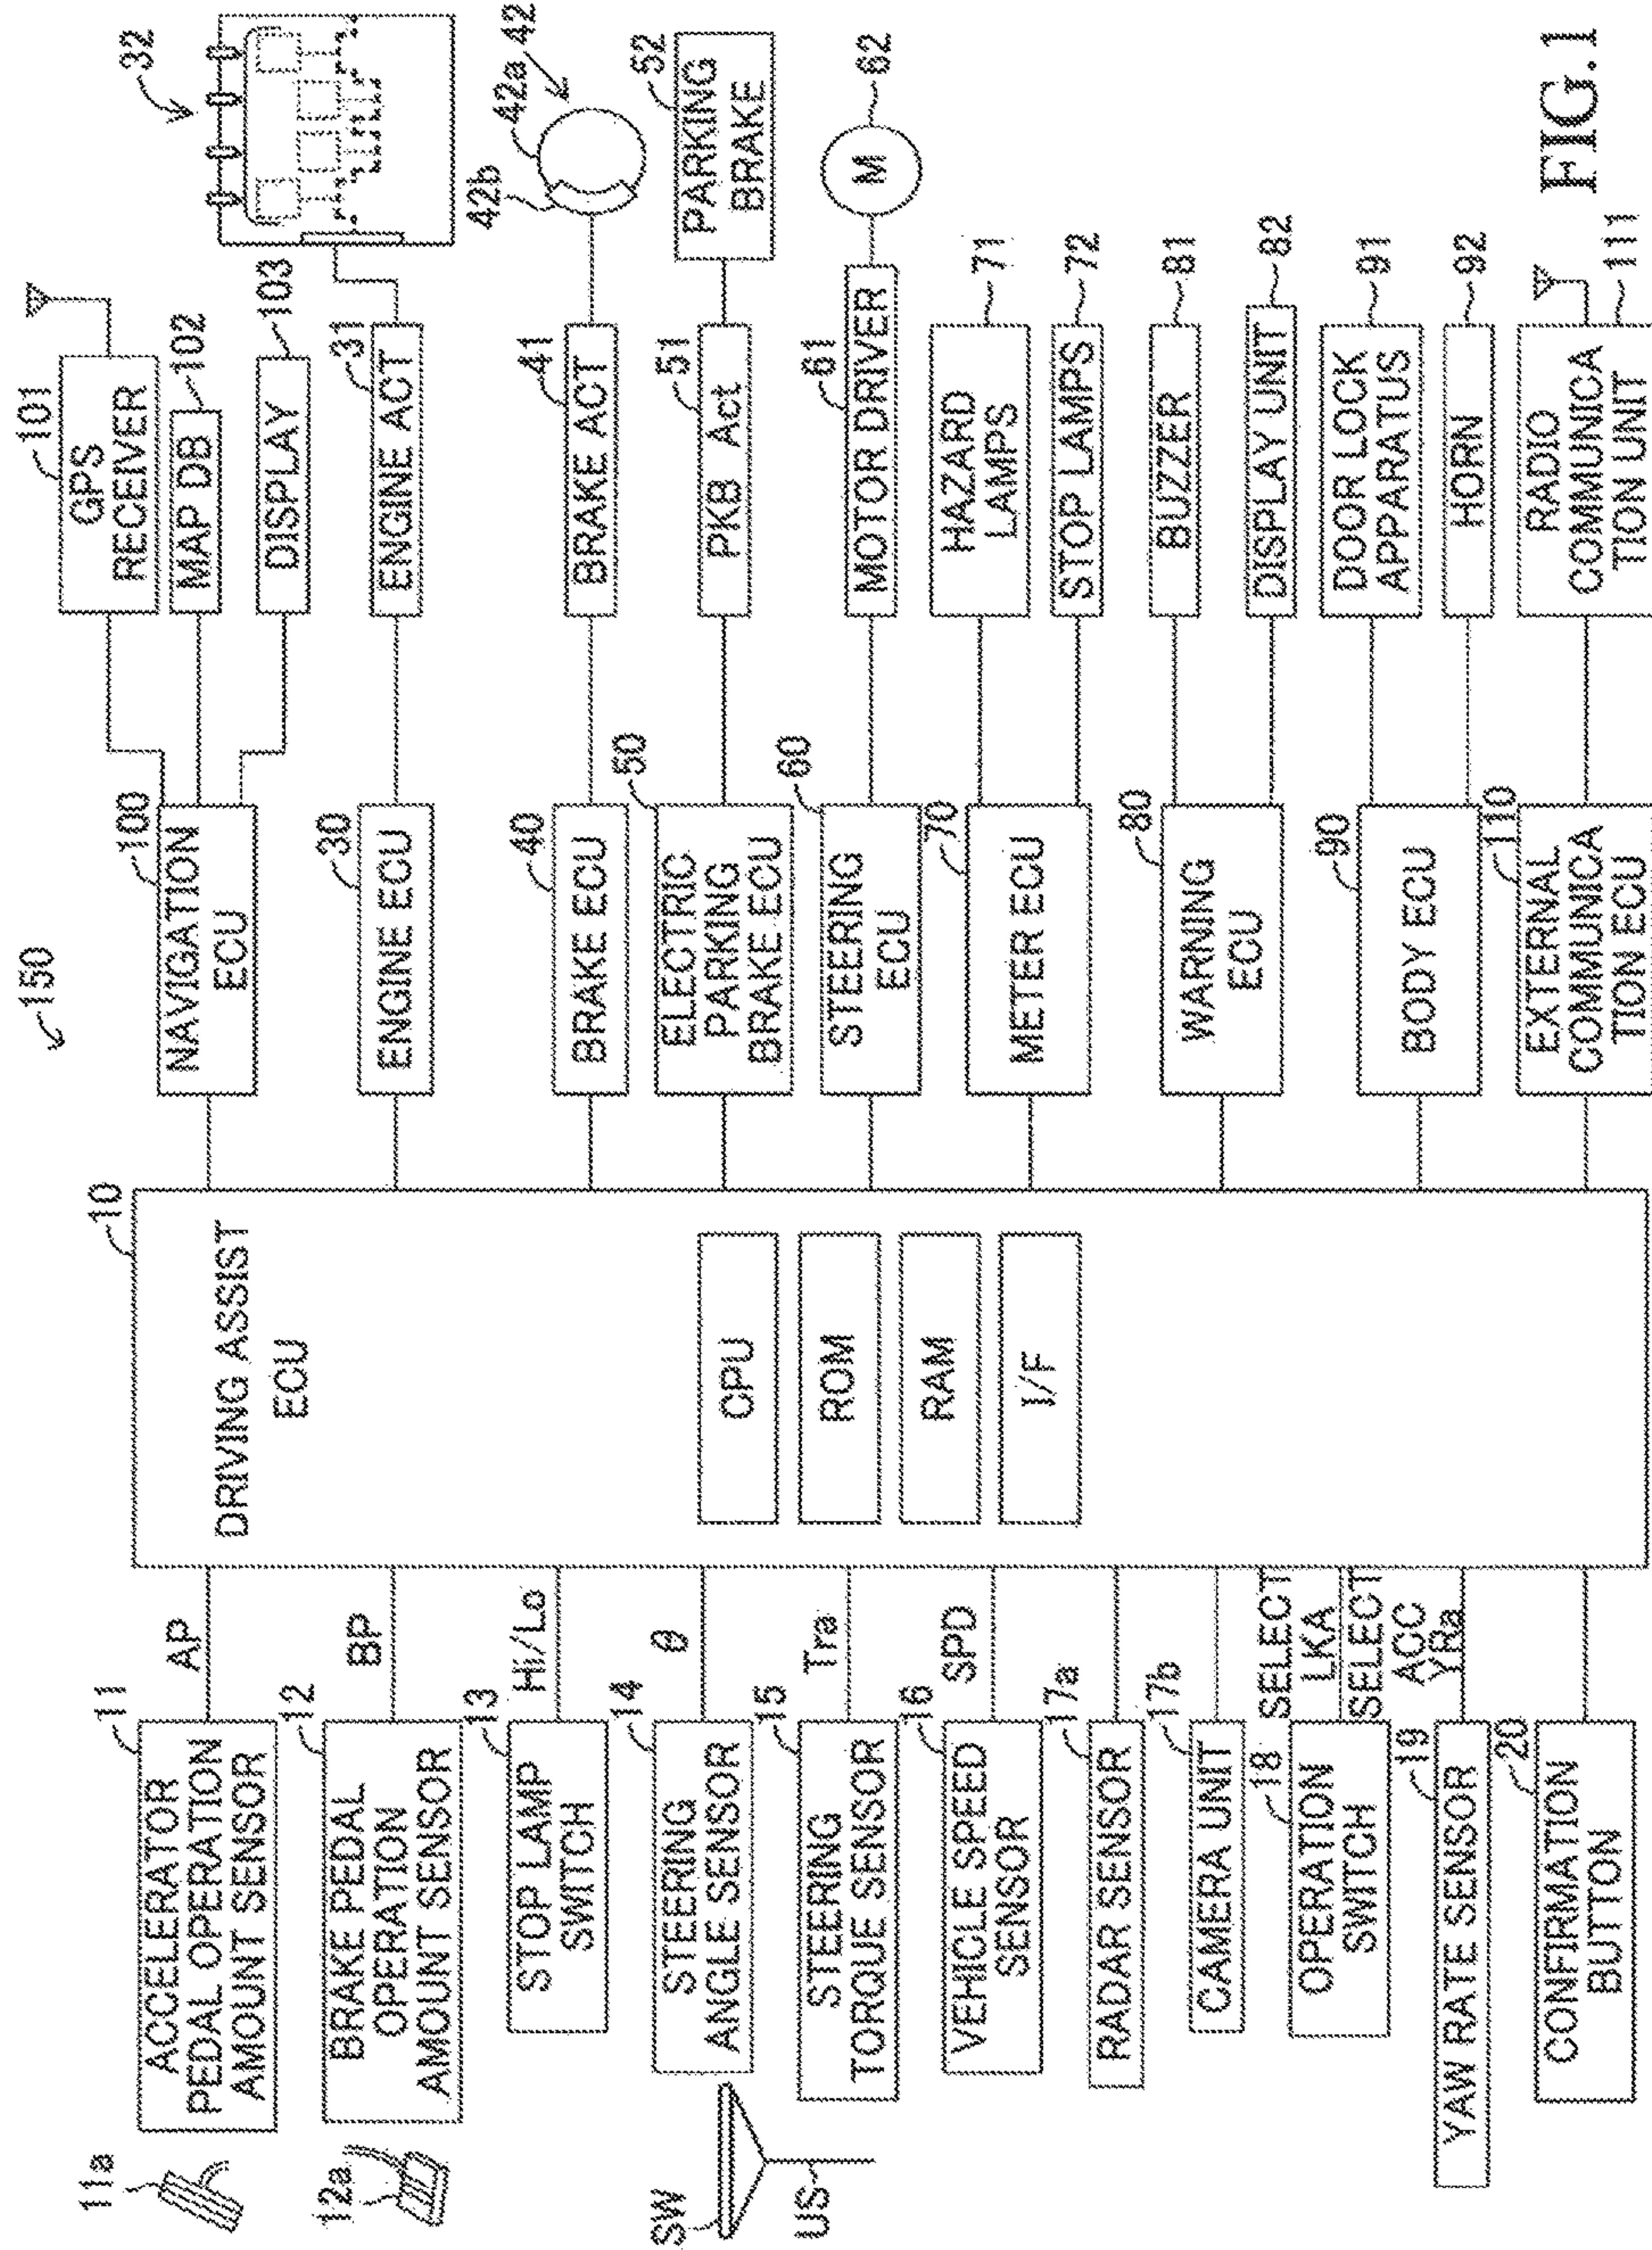 150
11a
11
ACCELERATOR
PEDAL OPERATION
AMOUNT SENSOR
AP
12a
12
BRAKE PEDAL
OPERATION
AMOUNT SENSOR
BP
13
STOP LAMP
SWITCH
Hi/Lo
SW
US
14
STEERING
ANGLE SENSOR
θ
15
STEERING
TORQUE SENSOR
Tra
16
VEHICLE SPEED
SENSOR
SPD
17a
RADAR SENSOR
17b
CAMERA UNIT
18
OPERATION
SWITCH
SELECT
LKA
SELECT
ACC
19
YAW RATE SENSOR
YRa
20
CONFIRMATION
BUTTON
10
DRIVING ASSIST
ECU
CPU
ROM
RAM
I/F
100
NAVIGATION
ECU
30
ENGINE ECU
40
BRAKE ECU
50
ELECTRIC
PARKING
BRAKE ECU
60
STEERING
ECU
70
METER ECU
80
WARNING
ECU
90
BODY ECU
110
EXTERNAL
COMMUNICA
TION ECU
101
GPS
RECEIVER
MAP DB
102
DISPLAY
103
31
ENGINE ACT
32
41
BRAKE ACT
42b
42a
42
51
PKB Act
52
PARKING
BRAKE
61
MOTOR DRIVER
M
62
HAZARD
LAMPS
71
STOP LAMPS
72
BUZZER
81
DISPLAY UNIT
82
DOOR LOCK
APPARATUS
91
HORN
92
RADIO
COMMUNICA
TION UNIT
111
FIG.1